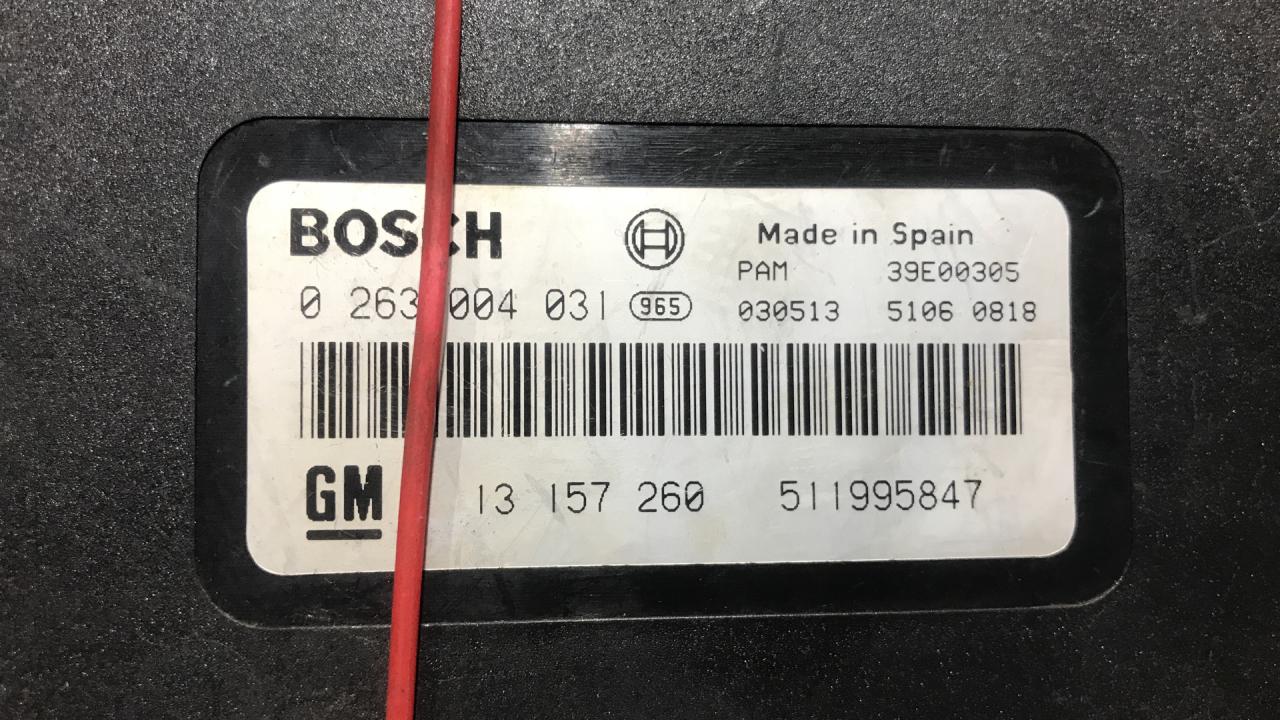 BOSCH Made in Spain
PAM 39E00305
0 263 004 031 965 030513 5106 0818
GM 13 157 260 511995847